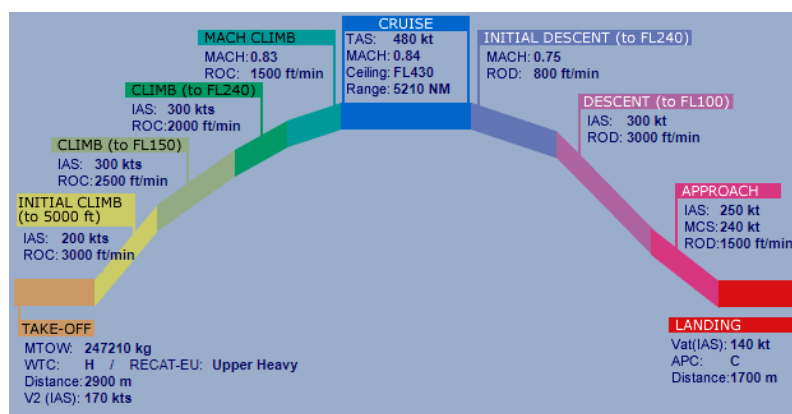 CRUISE
TAS: 480 kt
MACH: 0.84
Ceiling: FL430
Range: 5210 NM
MACH CLIMB
MACH: 0.83
ROC: 1500 ft/min
INITIAL DESCENT (to FL240)
MACH: 0.75
ROD: 800 ft/min
CLIMB (to FL240)
IAS: 300 kts
ROC: 2000 ft/min
DESCENT (to FL100)
IAS: 300 kt
ROD: 3000 ft/min
CLIMB (to FL150)
IAS: 300 kts
ROC: 2500 ft/min
INITIAL CLIMB
(to 5000 ft)
IAS: 200 kts
ROC: 3000 ft/min
APPROACH
IAS: 250 kt
MCS: 240 kt
ROD: 1500 ft/min
TAKE-OFF
MTOW: 247210 kg
WTC: H / RECAT-EU: Upper Heavy
Distance: 2900 m
V2 (IAS): 170 kts
LANDING
Vat(IAS): 140 kt
APC: C
Distance: 1700 m